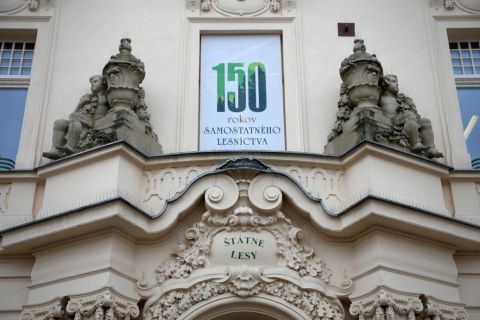 150
rokov
SAMOSTATNÉHO
LESNÍCTVA
ŠTÁTNE
LESY